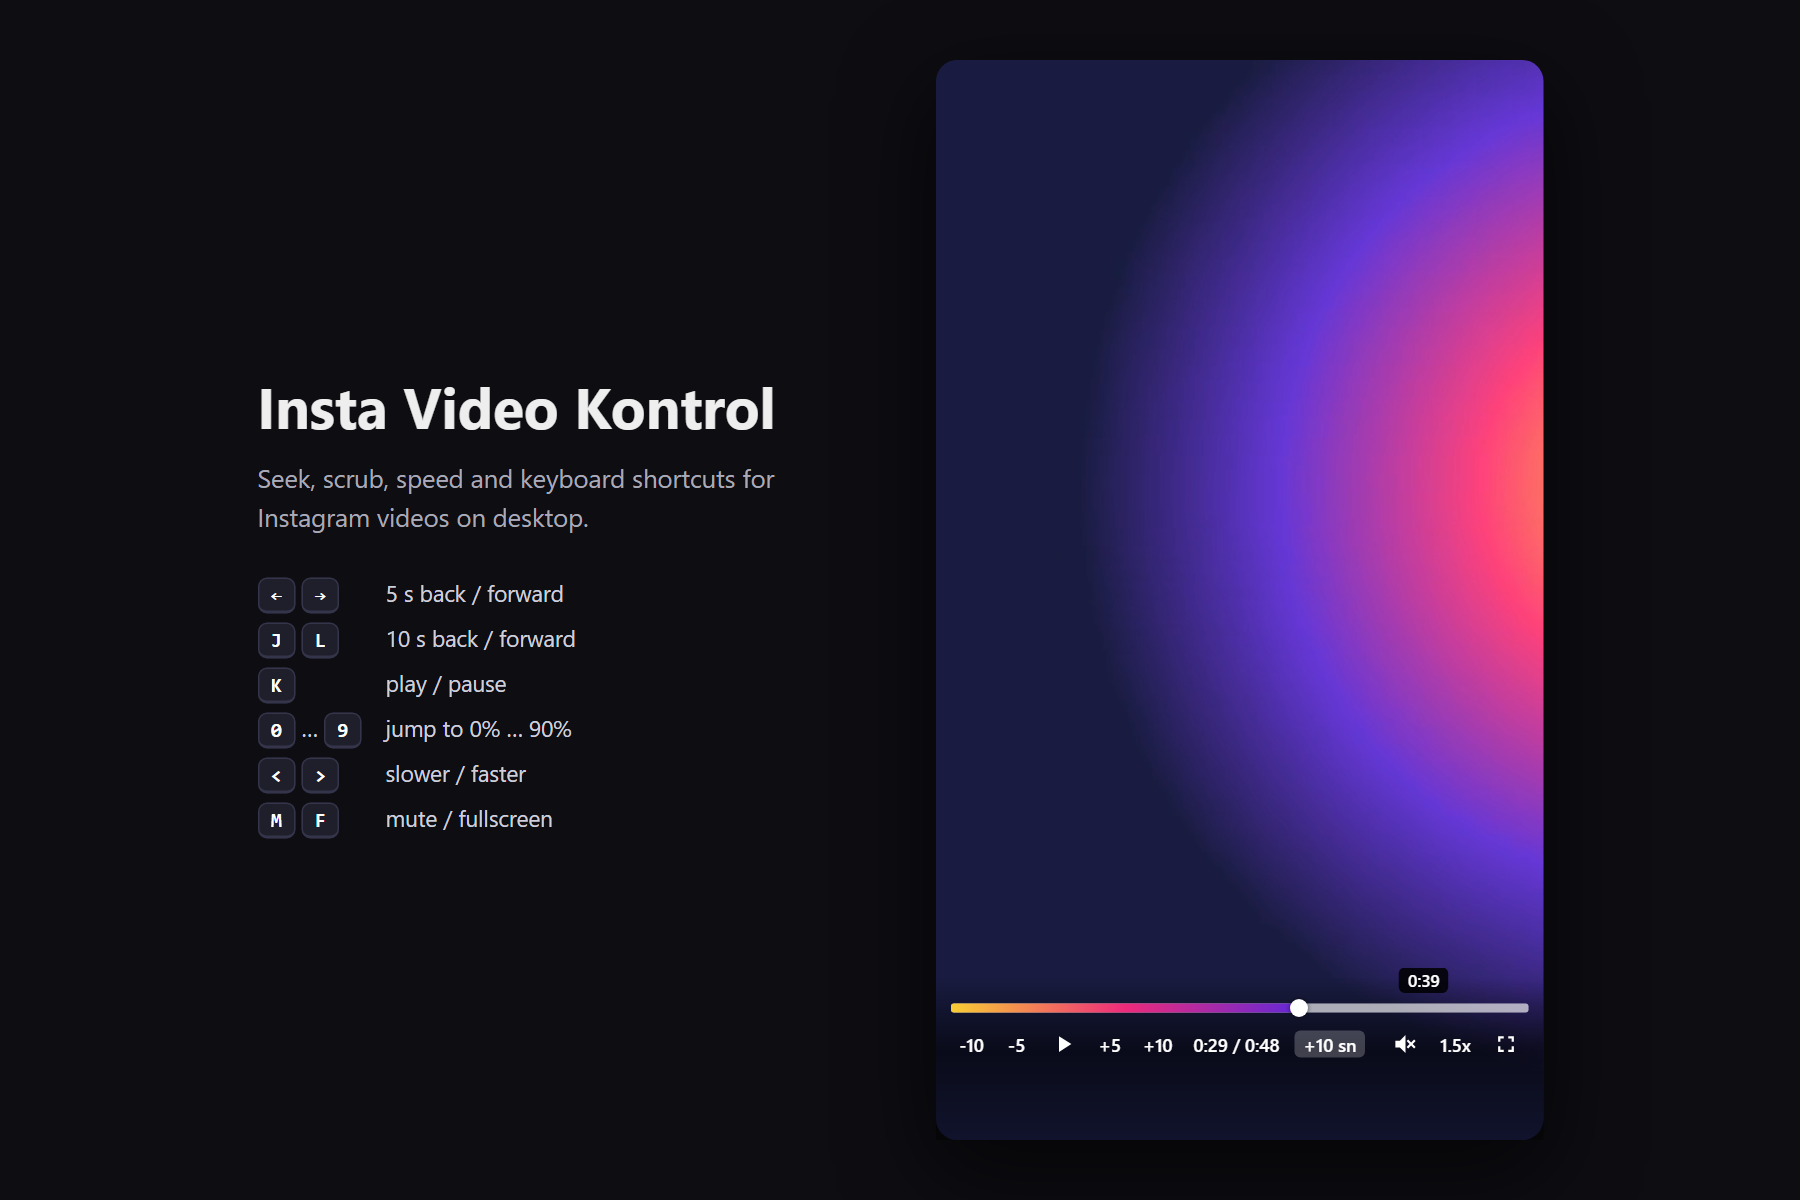 Insta Video Kontrol
Seek, scrub, speed and keyboard shortcuts for
Instagram videos on desktop.
← → 5 s back / forward
J L 10 s back / forward
K play / pause
0 ... 9 jump to 0% ... 90%
< > slower / faster
M F mute / fullscreen
0:39
-10 -5 +5 +10 0:29 / 0:48 +10 sn 1.5x